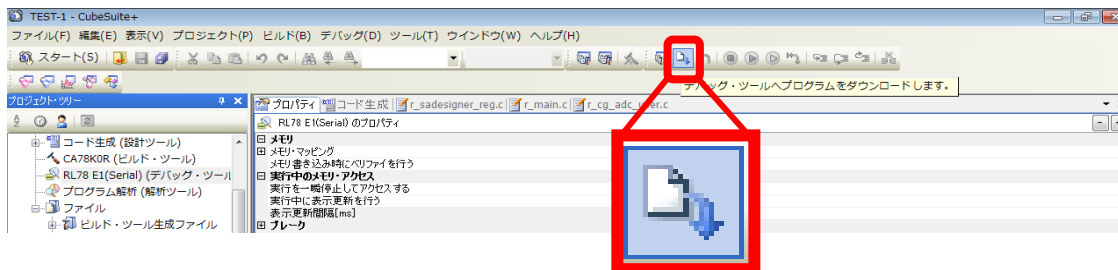 TEST-1 - CubeSuite+
ファイル(F) 編集(E) 表示(V) プロジェクト(P) ビルド(B) デバッグ(D) ツール(T) ウインドウ(W) ヘルプ(H)
スタート(S)
デバッグ・ツールへプログラムをダウンロードします。
プロジェクト・ツリー
プロパティ コード生成 r_sadesigner_reg.c r_main.c r_cg_adc_user.c
RL78 E1(Serial) のプロパティ
コード生成 (設計ツール)
CA78K0R (ビルド・ツール)
RL78 E1(Serial) (デバッグ・ツール
プログラム解析 (解析ツール)
ファイル
ビルド・ツール生成ファイル
メモリ
メモリ・マッピング
メモリ書き込み時にベリファイを行う
実行中のメモリ・アクセス
実行を一瞬停止してアクセスする
実行中に表示更新を行う
表示更新間隔[ms]
ブレーク